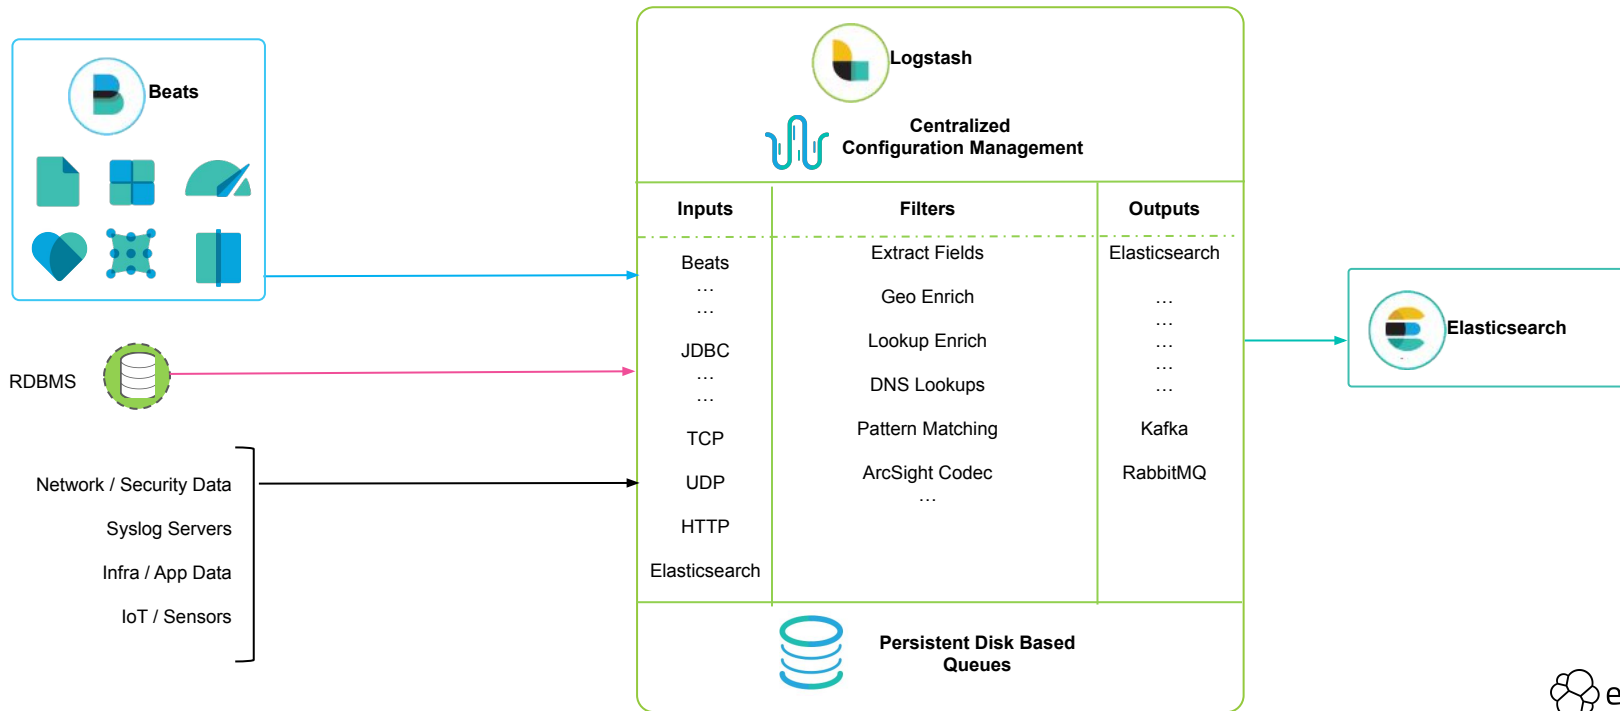 Beats
RDBMS
Network / Security Data
Syslog Servers
Infra / App Data
IoT / Sensors
Logstash
Centralized
Configuration Management
Inputs
Beats
…
…
JDBC
…
…
TCP
UDP
HTTP
Elasticsearch
Filters
Extract Fields
Geo Enrich
Lookup Enrich
DNS Lookups
Pattern Matching
ArcSight Codec
…
Outputs
Elasticsearch
…
…
…
…
…
Kafka
RabbitMQ
Persistent Disk Based
Queues
Elasticsearch